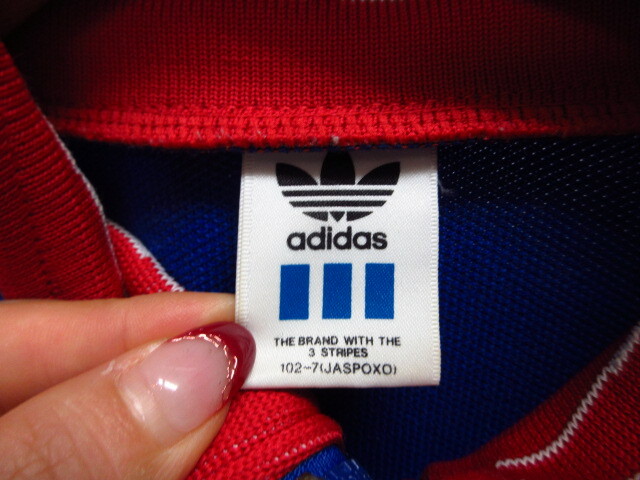 adidas
THE BRAND WITH THE
3 STRIPES
102-7(JASPOXO)